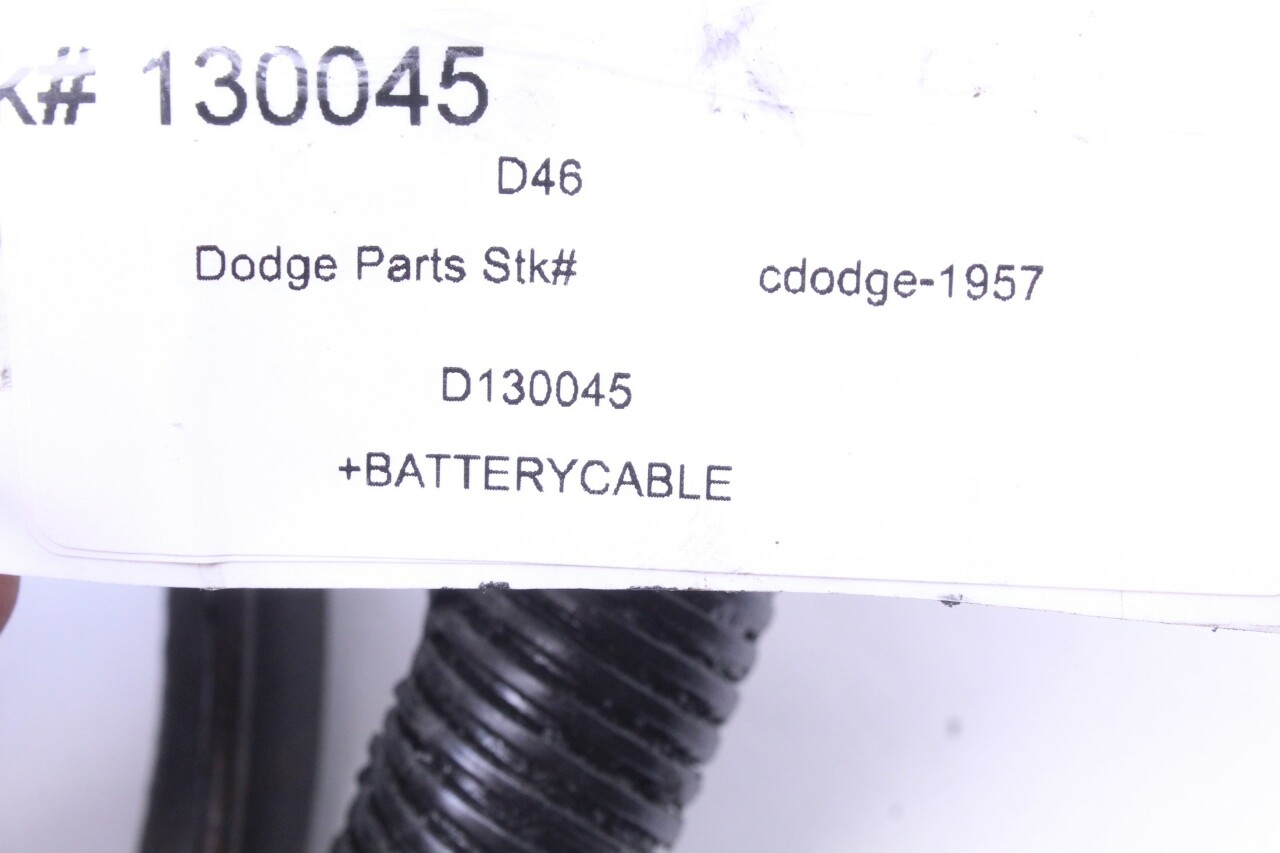 k# 130045
D46
Dodge Parts Stk# cdodge-1957
D130045
+BATTERYCABLE